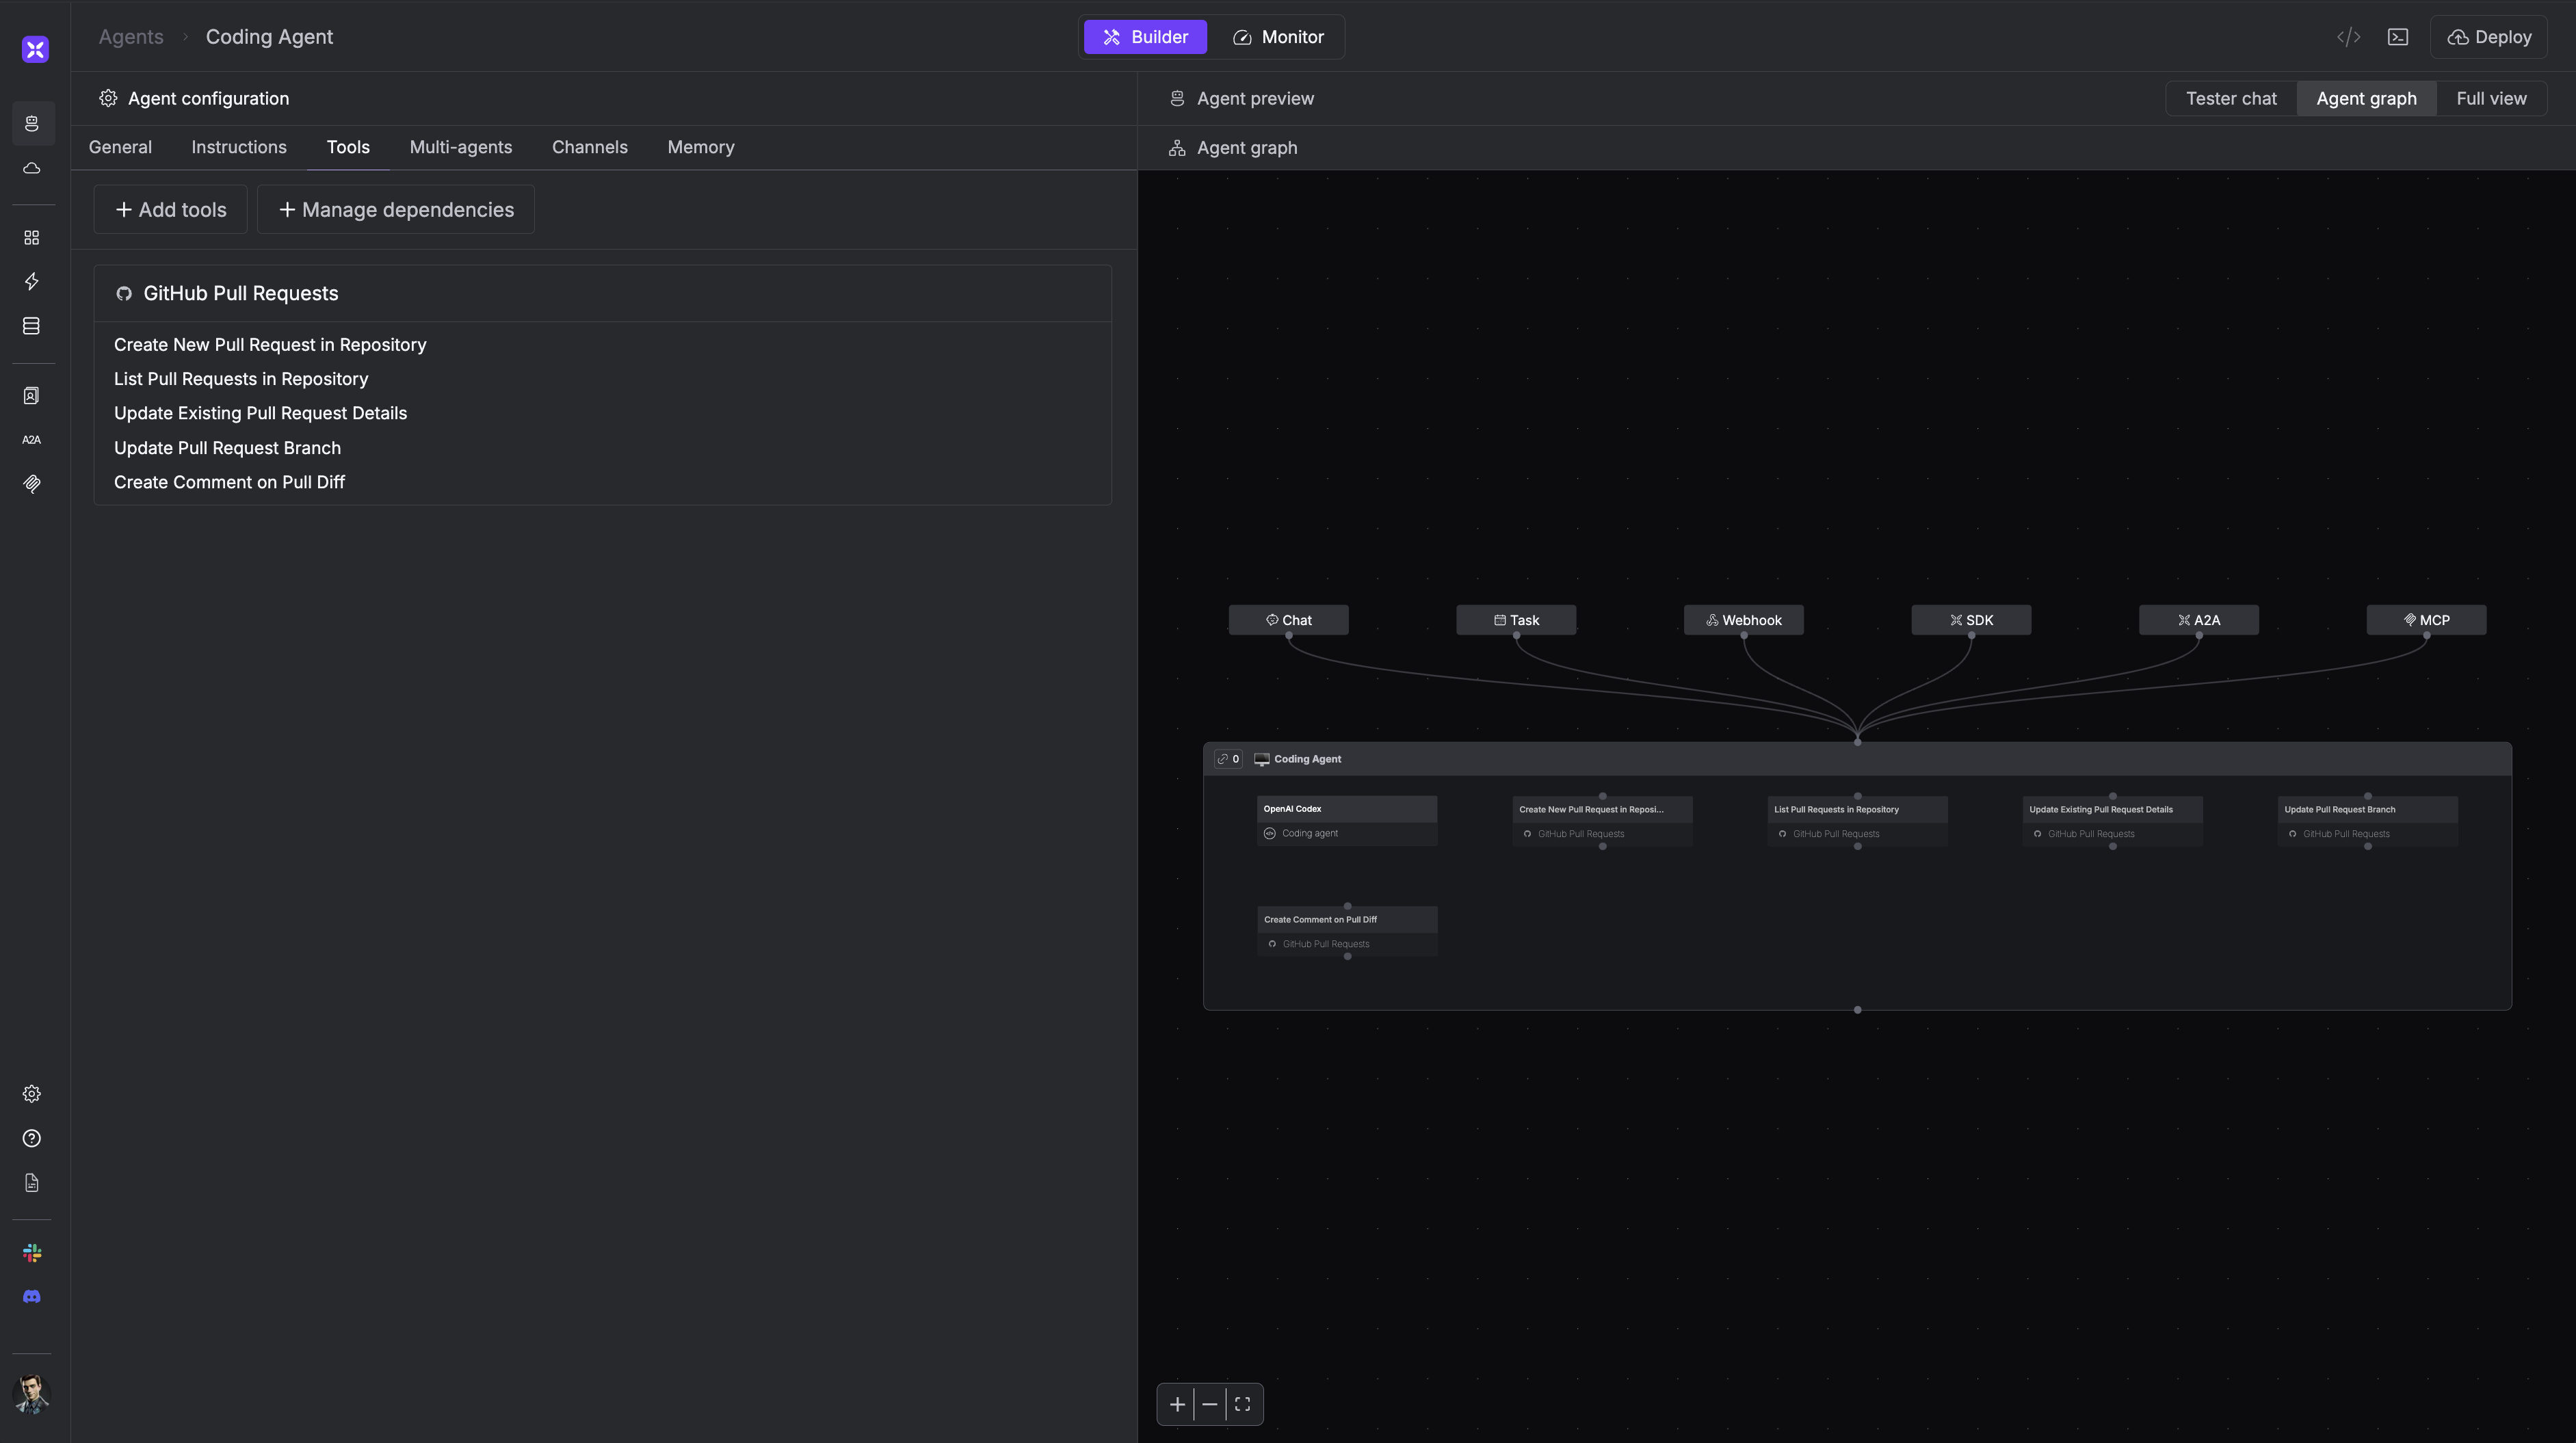 Agents › Coding Agent
Builder
Monitor
Deploy
Agent configuration
General Instructions Tools Multi-agents Channels Memory
Add tools
Manage dependencies
GitHub Pull Requests
Create New Pull Request in Repository
List Pull Requests in Repository
Update Existing Pull Request Details
Update Pull Request Branch
Create Comment on Pull Diff
A2A
Agent preview
Tester chat Agent graph Full view
Agent graph
Chat
Task
Webhook
SDK
A2A
MCP
0 Coding Agent
OpenAI Codex
Coding agent
Create New Pull Request in Reposi...
GitHub Pull Requests
List Pull Requests in Repository
GitHub Pull Requests
Update Existing Pull Request Details
GitHub Pull Requests
Update Pull Request Branch
GitHub Pull Requests
Create Comment on Pull Diff
GitHub Pull Requests